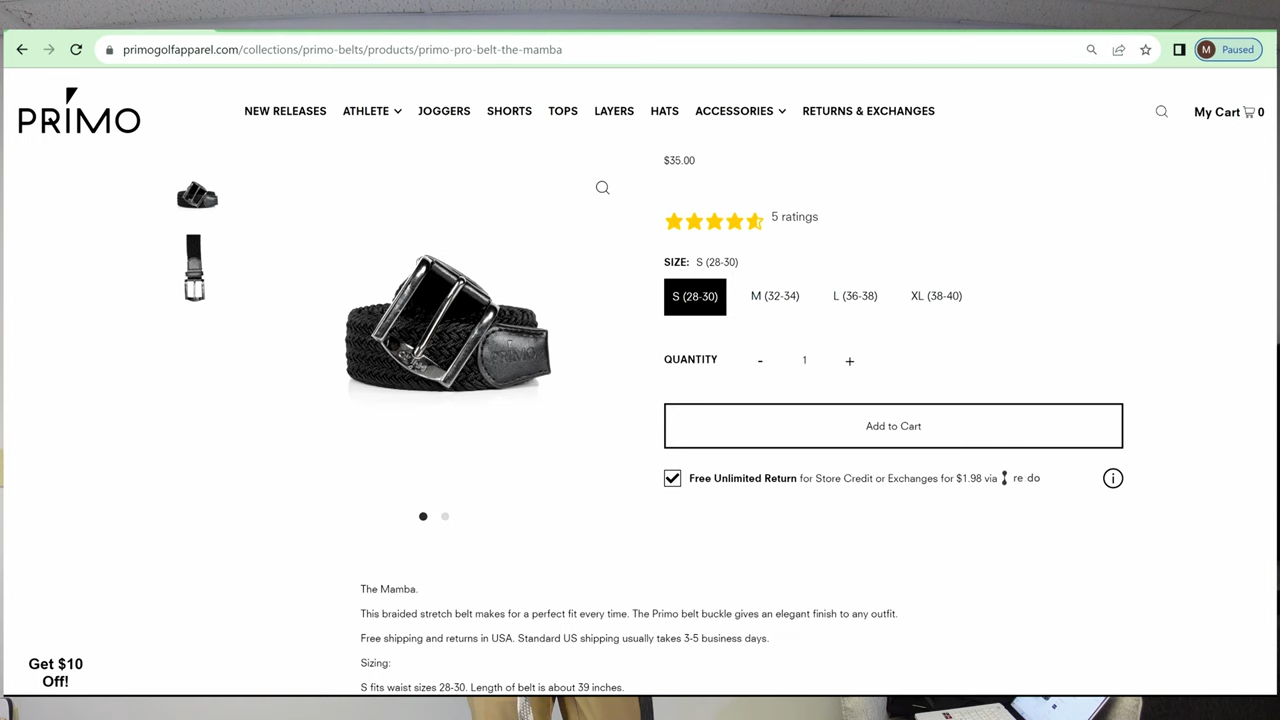 primogolfapparel.com/collections/primo-belts/products/primo-pro-belt-the-mamba
M Paused
PRIMO
NEW RELEASES ATHLETE JOGGERS SHORTS TOPS LAYERS HATS ACCESSORIES RETURNS & EXCHANGES
My Cart 0
$35.00
5 ratings
SIZE: S (28-30)
S (28-30) M (32-34) L (36-38) XL (38-40)
QUANTITY - 1 +
PRIMO
Add to Cart
Free Unlimited Return for Store Credit or Exchanges for $1.98 via re do
The Mamba.
This braided stretch belt makes for a perfect fit every time. The Primo belt buckle gives an elegant finish to any outfit.
Free shipping and returns in USA. Standard US shipping usually takes 3-5 business days.
Sizing:
S fits waist sizes 28-30. Length of belt is about 39 inches.
Get $10
Off!